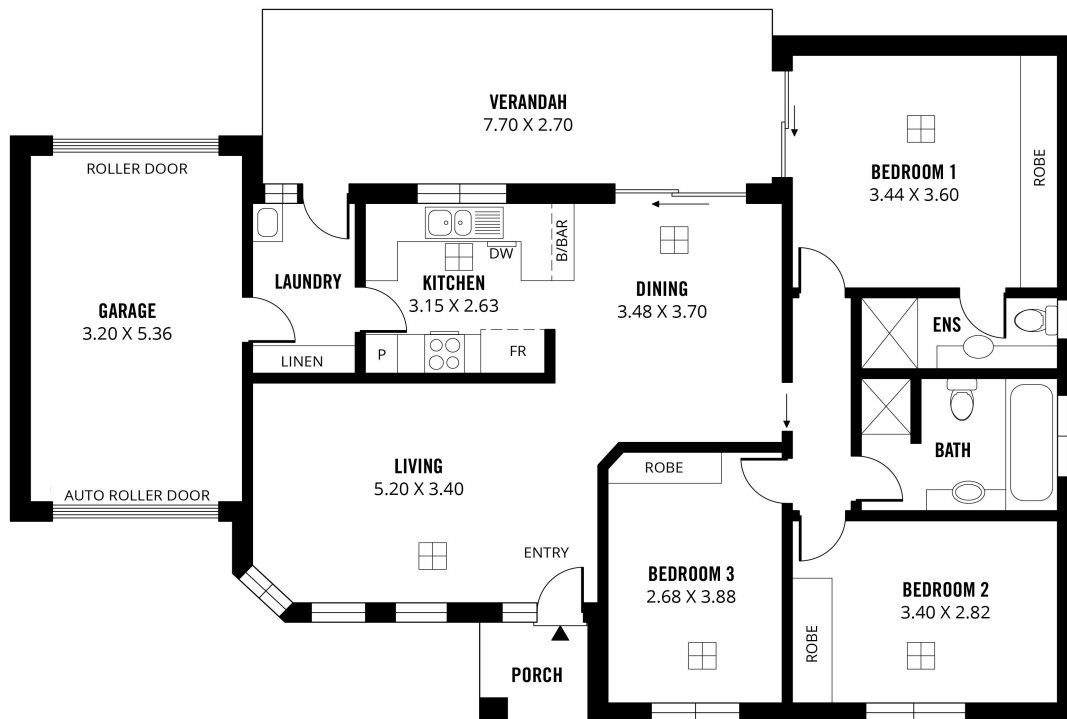 VERANDAH
7.70 X 2.70
ROLLER DOOR
BEDROOM 1
3.44 X 3.60
ROBE
B/BAR
DW
LAUNDRY
KITCHEN
3.15 X 2.63
DINING
3.48 X 3.70
GARAGE
3.20 X 5.36
ENS
LINEN
P
FR
BATH
LIVING
5.20 X 3.40
ROBE
AUTO ROLLER DOOR
ENTRY
BEDROOM 3
2.68 X 3.88
BEDROOM 2
3.40 X 2.82
ROBE
PORCH